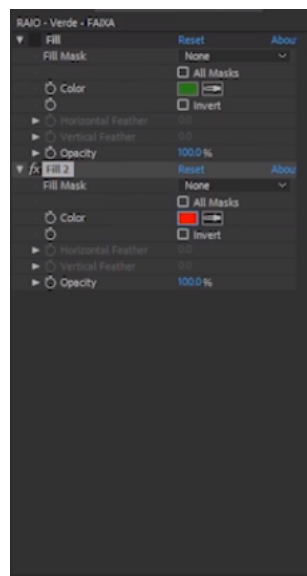 RAIO - Verde - FAIXA
Fill Reset Abou
Fill Mask None
All Masks
Color
Invert
Horizontal Feather 0.0
Vertical Feather 0.0
Opacity 100.0 %
fx Fill 2 Reset Abou
Fill Mask None
All Masks
Color
Invert
Horizontal Feather 0.0
Vertical Feather 0.0
Opacity 100.0 %